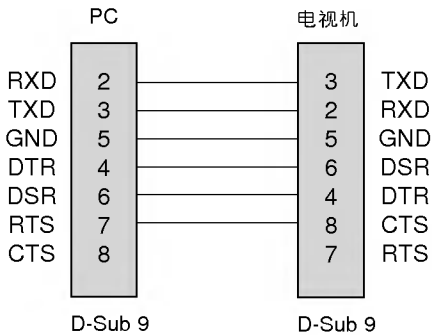 PC 电视机
RXD 2 3 TXD
TXD 3 2 RXD
GND 5 5 GND
DTR 4 6 DSR
DSR 6 4 DTR
RTS 7 8 CTS
CTS 8 7 RTS
D-Sub 9 D-Sub 9